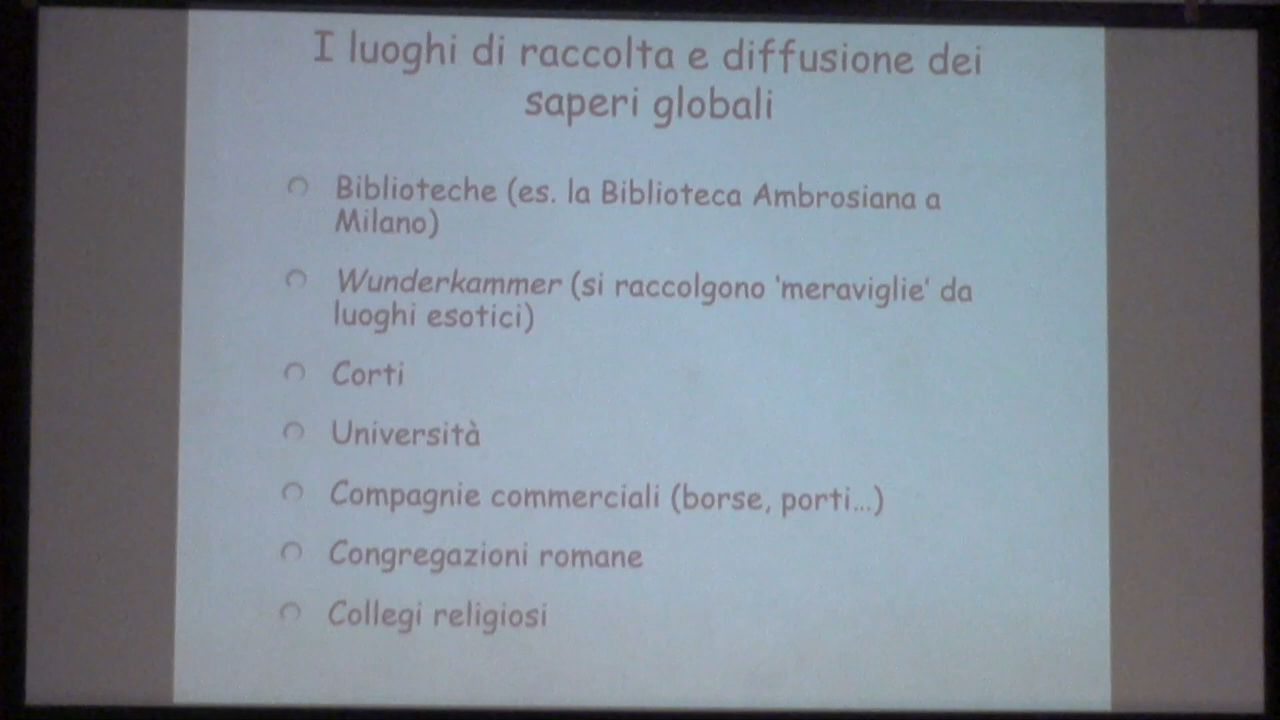 I luoghi di raccolta e diffusione dei
saperi globali
Biblioteche (es. la Biblioteca Ambrosiana a
Milano)
Wunderkammer (si raccolgono 'meraviglie' da
luoghi esotici)
Corti
Università
Compagnie commerciali (borse, porti...)
Congregazioni romane
Collegi religiosi